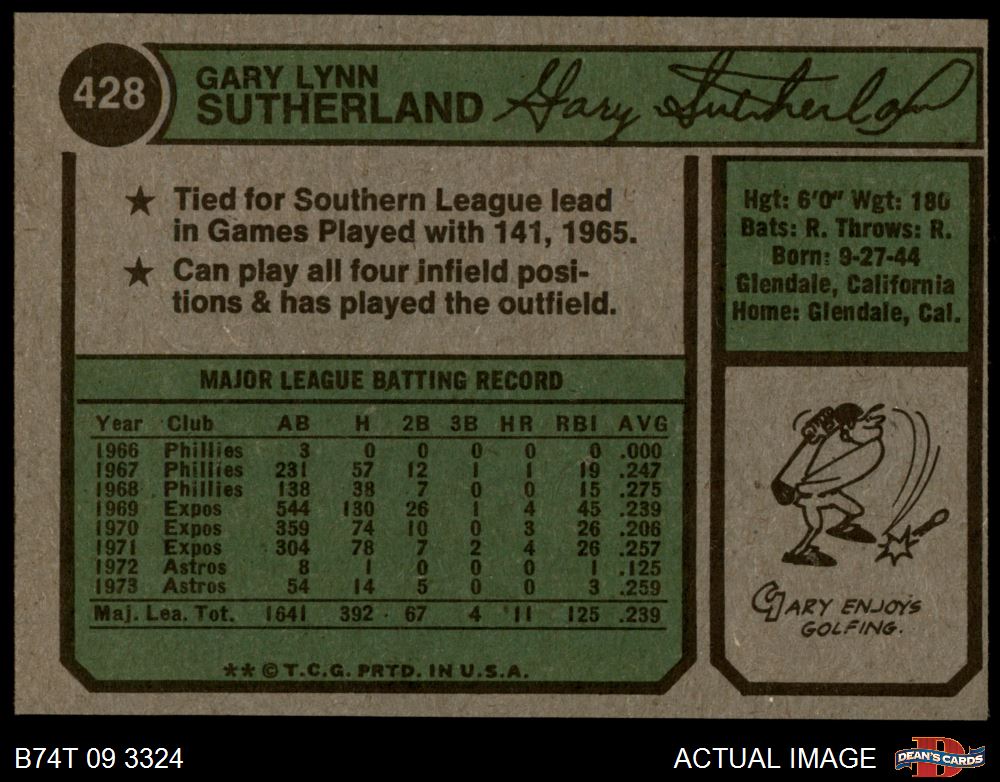 428
GARY LYNN
SUTHERLAND
Gary Sutherland
★ Tied for Southern League lead
in Games Played with 141, 1965.
★ Can play all four infield posi-
tions & has played the outfield.
MAJOR LEAGUE BATTING RECORD
Year Club AB H 2B 3B HR RBI AVG
1966 Phillies 3 0 0 0 0 0 .000
1967 Phillies 231 57 12 1 1 19 .247
1968 Phillies 138 38 7 0 0 15 .275
1969 Expos 544 130 26 1 4 45 .239
1970 Expos 359 74 10 0 3 26 .206
1971 Expos 304 78 7 2 4 26 .257
1972 Astros 8 1 0 0 0 1 .125
1973 Astros 54 14 5 0 0 3 .259
Maj. Lea. Tot. 1641 392 67 4 11 125 .239
** © T.C.G. PRTD. IN U.S.A.
Hgt: 6'0" Wgt: 180
Bats: R. Throws: R.
Born: 9-27-44
Glendale, California
Home: Glendale, Cal.
GARY ENJOYS
GOLFING.
B74T 09 3324
ACTUAL IMAGE
D
DEAN'S CARDS